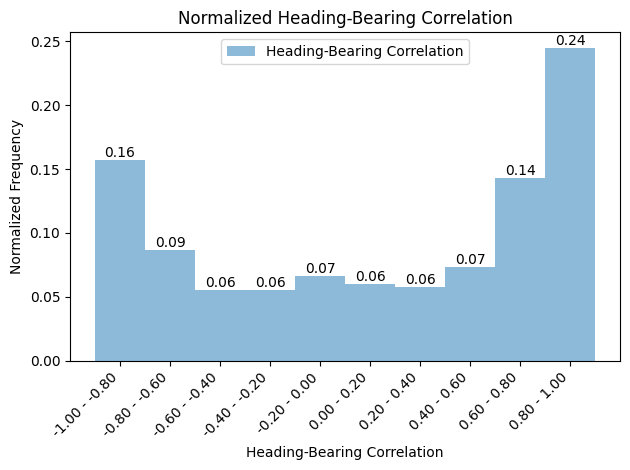 Normalized Heading-Bearing Correlation
Heading-Bearing Correlation
0.25
0.20
0.15
0.10
0.05
0.00
Normalized Frequency
0.16
0.09
0.06
0.06
0.07
0.06
0.06
0.07
0.14
0.24
-1.00 - -0.80
-0.80 - -0.60
-0.60 - -0.40
-0.40 - -0.20
-0.20 - 0.00
0.00 - 0.20
0.20 - 0.40
0.40 - 0.60
0.60 - 0.80
0.80 - 1.00
Heading-Bearing Correlation